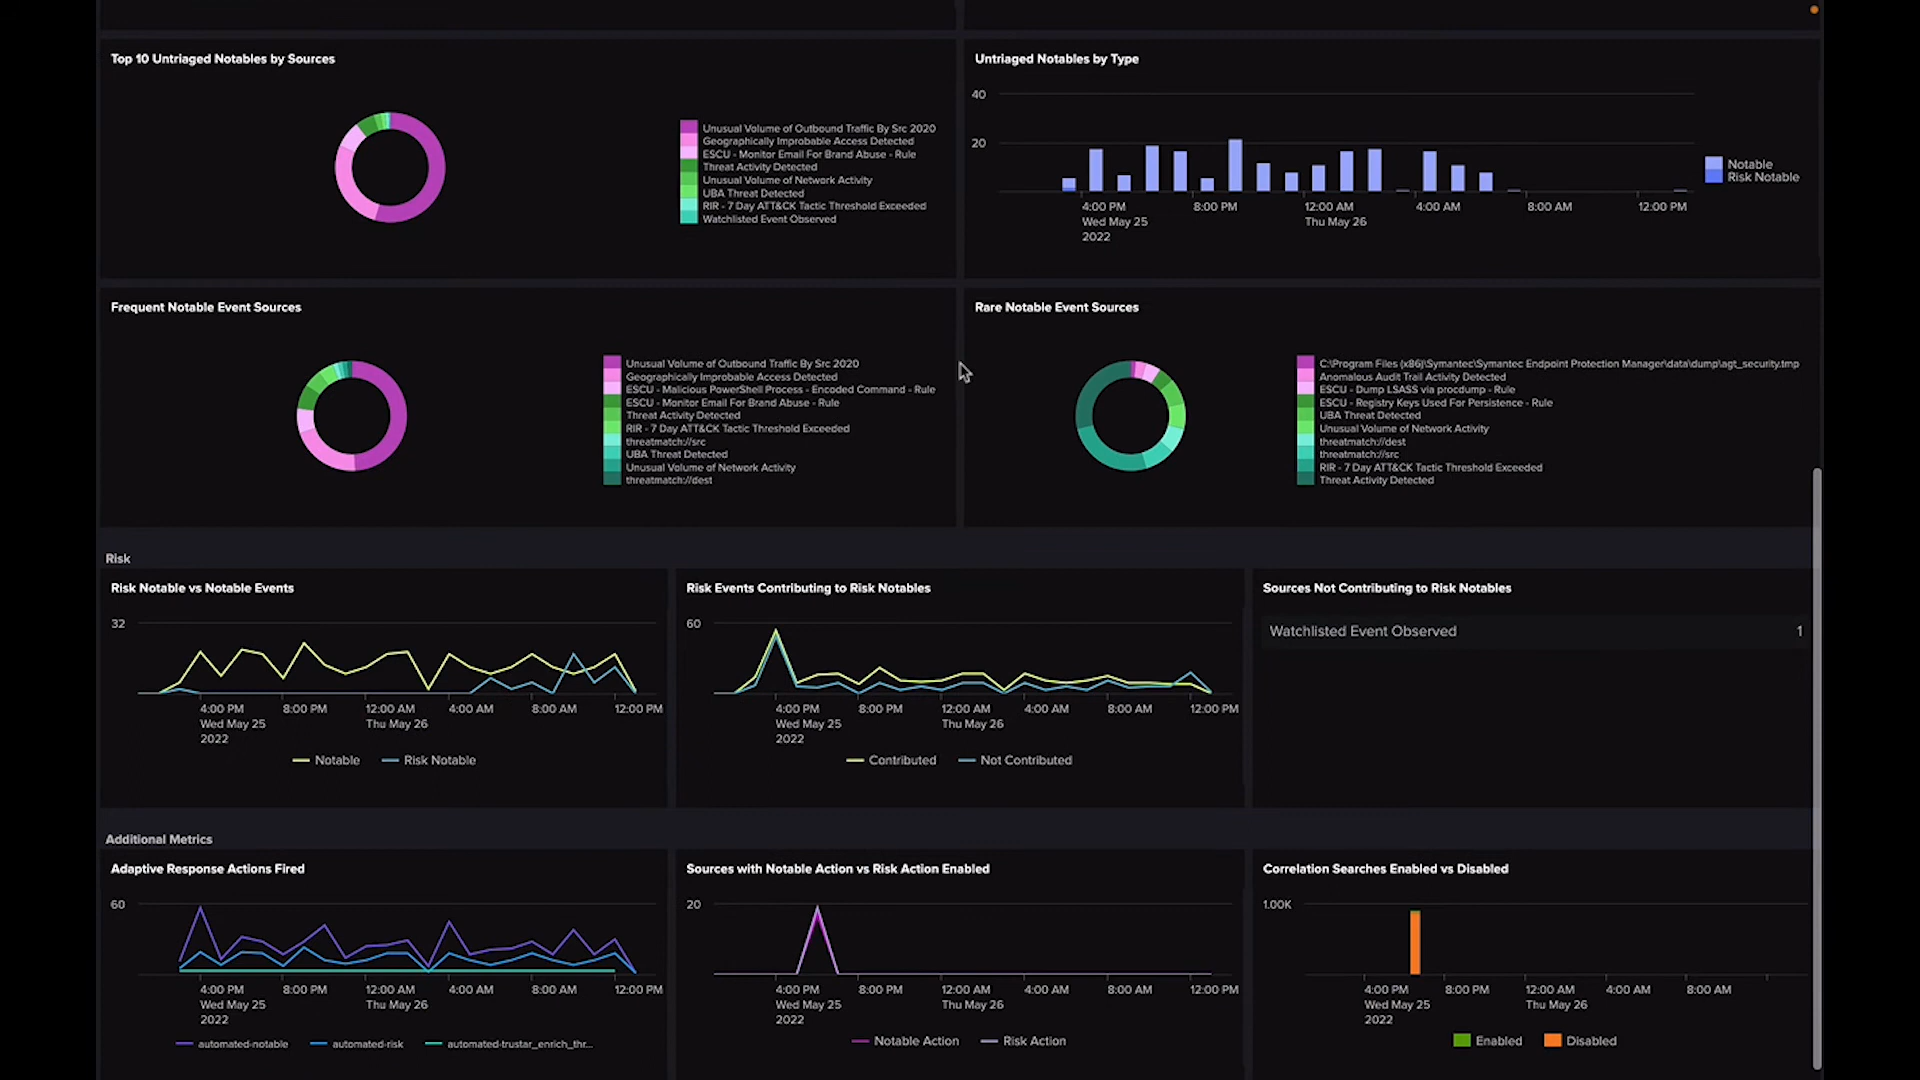 Top 10 Untriaged Notables by Sources
Unusual Volume of Outbound Traffic By Src 2020
Geographically Improbable Access Detected
ESCU - Monitor Email For Brand Abuse - Rule
Threat Activity Detected
Unusual Volume of Network Activity
UBA Threat Detected
RIR - 7 Day ATT&CK Tactic Threshold Exceeded
Watchlisted Event Observed
Untriaged Notables by Type
40
20
4:00 PM 8:00 PM 12:00 AM 4:00 AM 8:00 AM 12:00 PM
Wed May 25 Thu May 26
2022
Notable
Risk Notable
Frequent Notable Event Sources
Unusual Volume of Outbound Traffic By Src 2020
Geographically Improbable Access Detected
ESCU - Malicious PowerShell Process - Encoded Command - Rule
ESCU - Monitor Email For Brand Abuse - Rule
Threat Activity Detected
RIR - 7 Day ATT&CK Tactic Threshold Exceeded
threatmatch://src
UBA Threat Detected
Unusual Volume of Network Activity
threatmatch://dest
Rare Notable Event Sources
C:\Program Files (x86)\Symantec\Symantec Endpoint Protection Manager\data\dump\agt_security.tmp
Anomalous Audit Trail Activity Detected
ESCU - Dump LSASS via procdump - Rule
ESCU - Registry Keys Used For Persistence - Rule
UBA Threat Detected
Unusual Volume of Network Activity
threatmatch://dest
threatmatch://src
RIR - 7 Day ATT&CK Tactic Threshold Exceeded
Threat Activity Detected
Risk
Risk Notable vs Notable Events
32
4:00 PM 8:00 PM 12:00 AM 4:00 AM 8:00 AM 12:00 PM
Wed May 25 Thu May 26
2022
Notable Risk Notable
Risk Events Contributing to Risk Notables
60
4:00 PM 8:00 PM 12:00 AM 4:00 AM 8:00 AM 12:00 PM
Wed May 25 Thu May 26
2022
Contributed Not Contributed
Sources Not Contributing to Risk Notables
Watchlisted Event Observed 1
Additional Metrics
Adaptive Response Actions Fired
60
4:00 PM 8:00 PM 12:00 AM 4:00 AM 8:00 AM 12:00 PM
Wed May 25 Thu May 26
2022
automated-notable automated-risk automated-trustar_enrich_thr...
Sources with Notable Action vs Risk Action Enabled
20
4:00 PM 8:00 PM 12:00 AM 4:00 AM 8:00 AM 12:00 PM
Wed May 25 Thu May 26
2022
Notable Action Risk Action
Correlation Searches Enabled vs Disabled
1.00K
4:00 PM 8:00 PM 12:00 AM 4:00 AM 8:00 AM
Wed May 25 Thu May 26
2022
Enabled Disabled